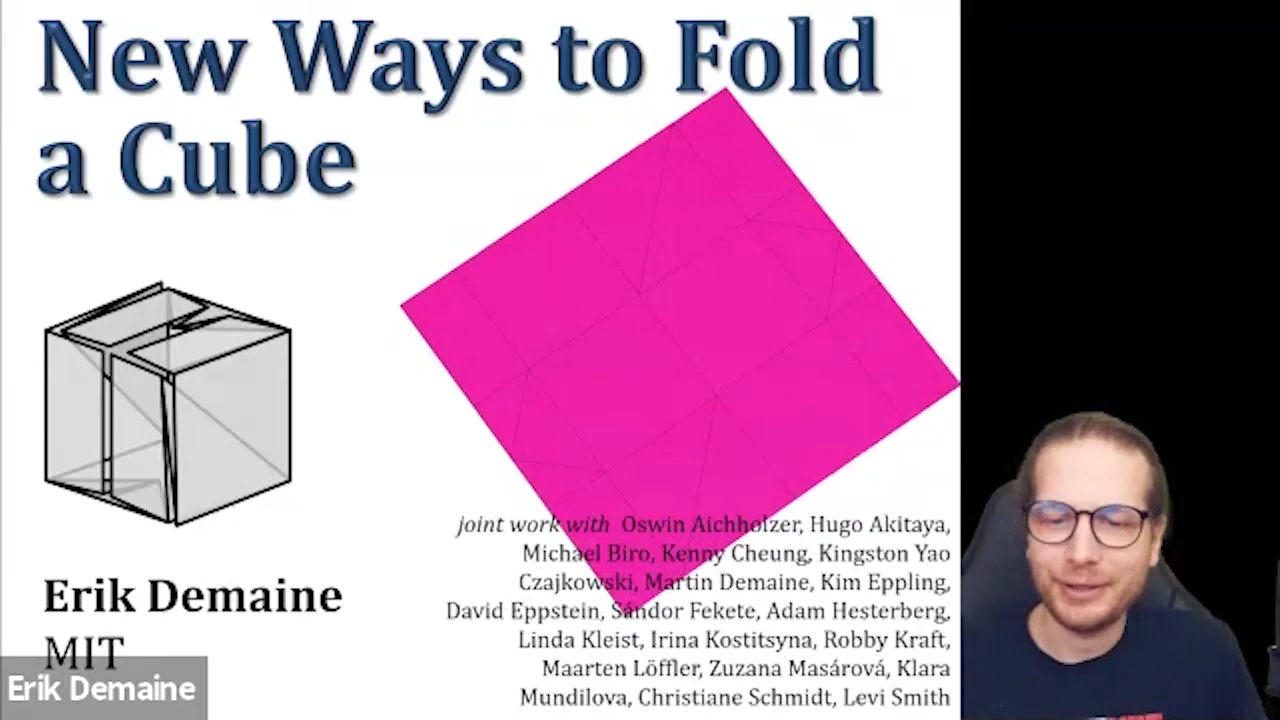 New Ways to Fold
a Cube
joint work with Oswin Aichholzer, Hugo Akitaya,
Michael Biro, Kenny Cheung, Kingston Yao
Czajkowski, Martin Demaine, Kim Eppling,
David Eppstein, Sándor Fekete, Adam Hesterberg,
Linda Kleist, Irina Kostitsyna, Robby Kraft,
Maarten Löffler, Zuzana Masárová, Klara
Mundilova, Christiane Schmidt, Levi Smith
Erik Demaine
MIT
Erik Demaine